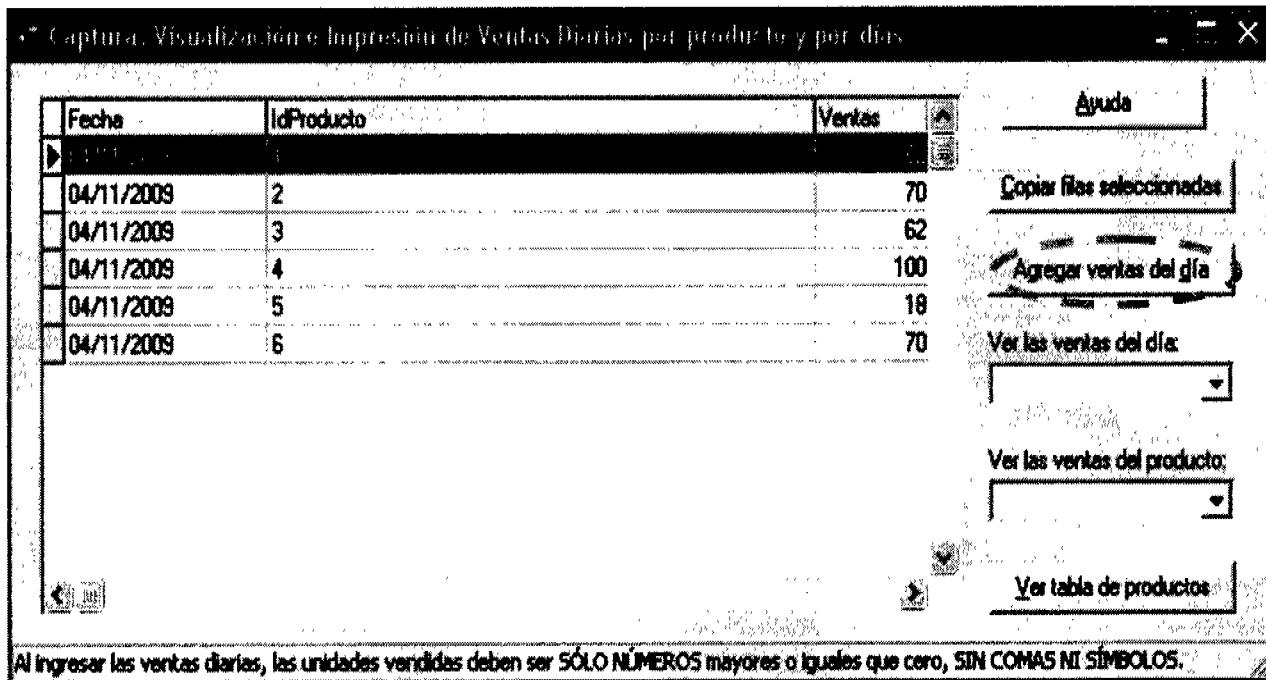 Captura, Visualización e Impresión de Ventas Diarias por producto y por días
Fecha IdProducto Ventas
04/11/2009 2 70
04/11/2009 3 62
04/11/2009 4 100
04/11/2009 5 18
04/11/2009 6 70
Ayuda
Copiar filas seleccionadas
Agregar ventas del día
Ver las ventas del día:
Ver las ventas del producto:
Ver tabla de productos
Al ingresar las ventas diarias, las unidades vendidas deben ser SÓLO NÚMEROS mayores o iguales que cero, SIN COMAS NI SÍMBOLOS.